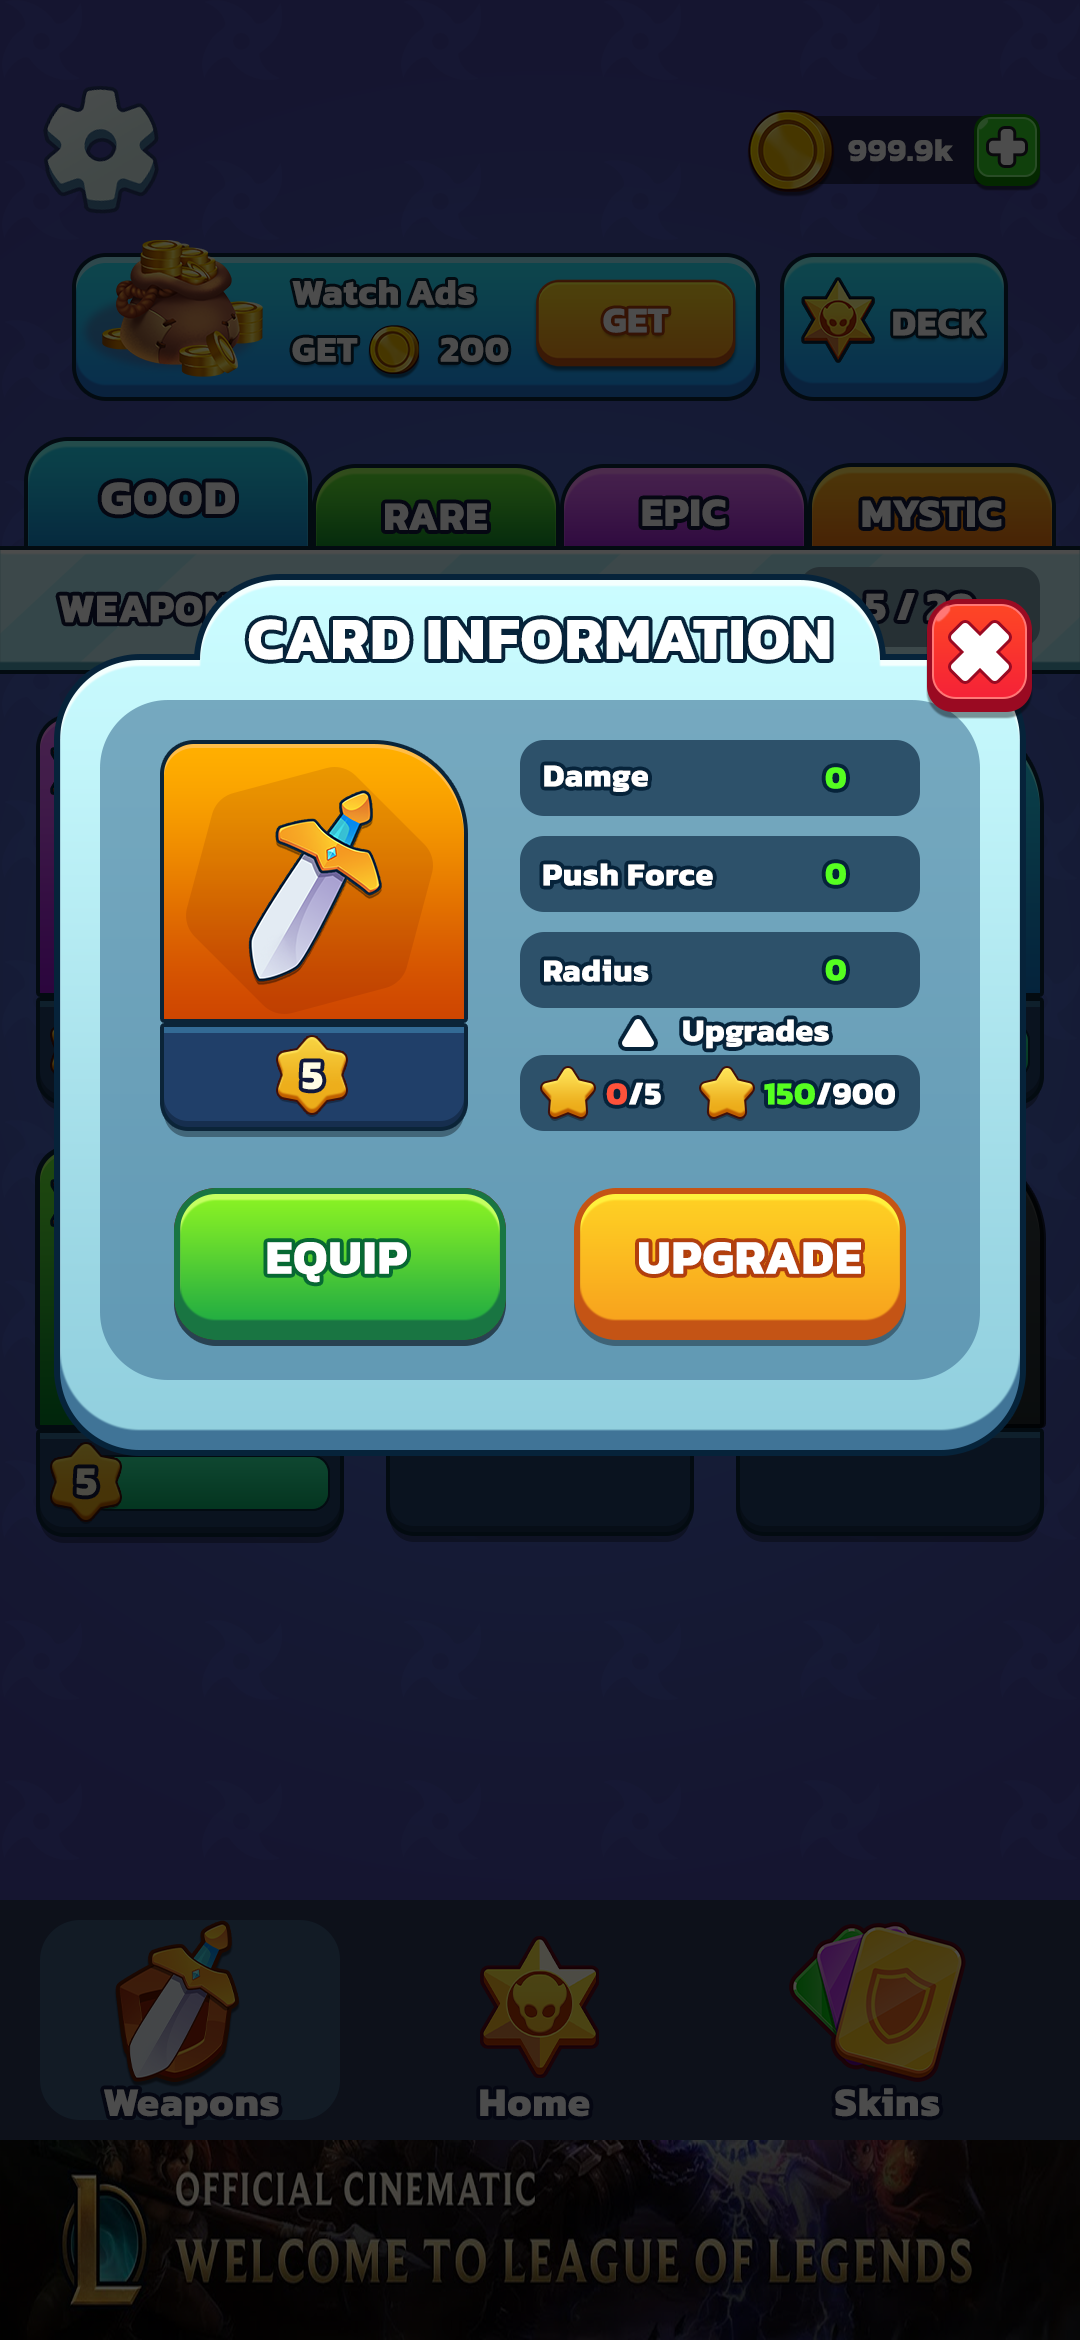 999.9k
Watch Ads
GET 200
GET
DECK
GOOD
RARE
EPIC
MYSTIC
5 / 2
CARD INFORMATION
Damge 0
Push Force 0
Radius 0
Upgrades
0/5
150/900
5
EQUIP
UPGRADE
5
Weapons
Home
Skins
OFFICIAL CINEMATIC
WELCOME TO LEAGUE OF LEGENDS